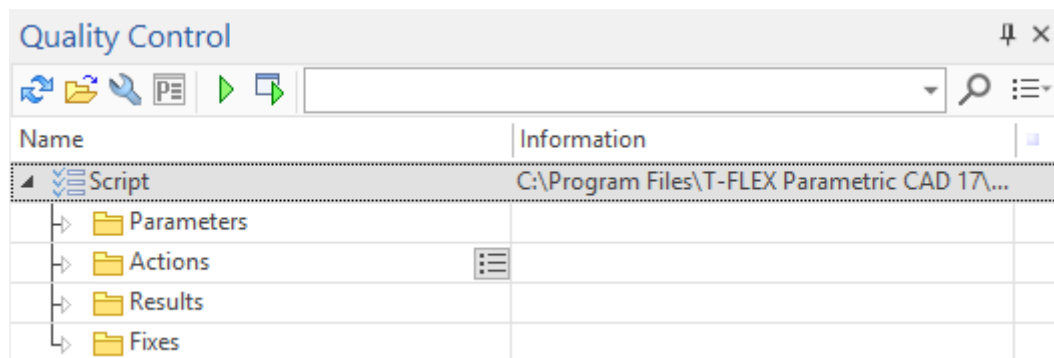 Quality Control
Name Information
Script C:\Program Files\T-FLEX Parametric CAD 17\...
Parameters
Actions
Results
Fixes